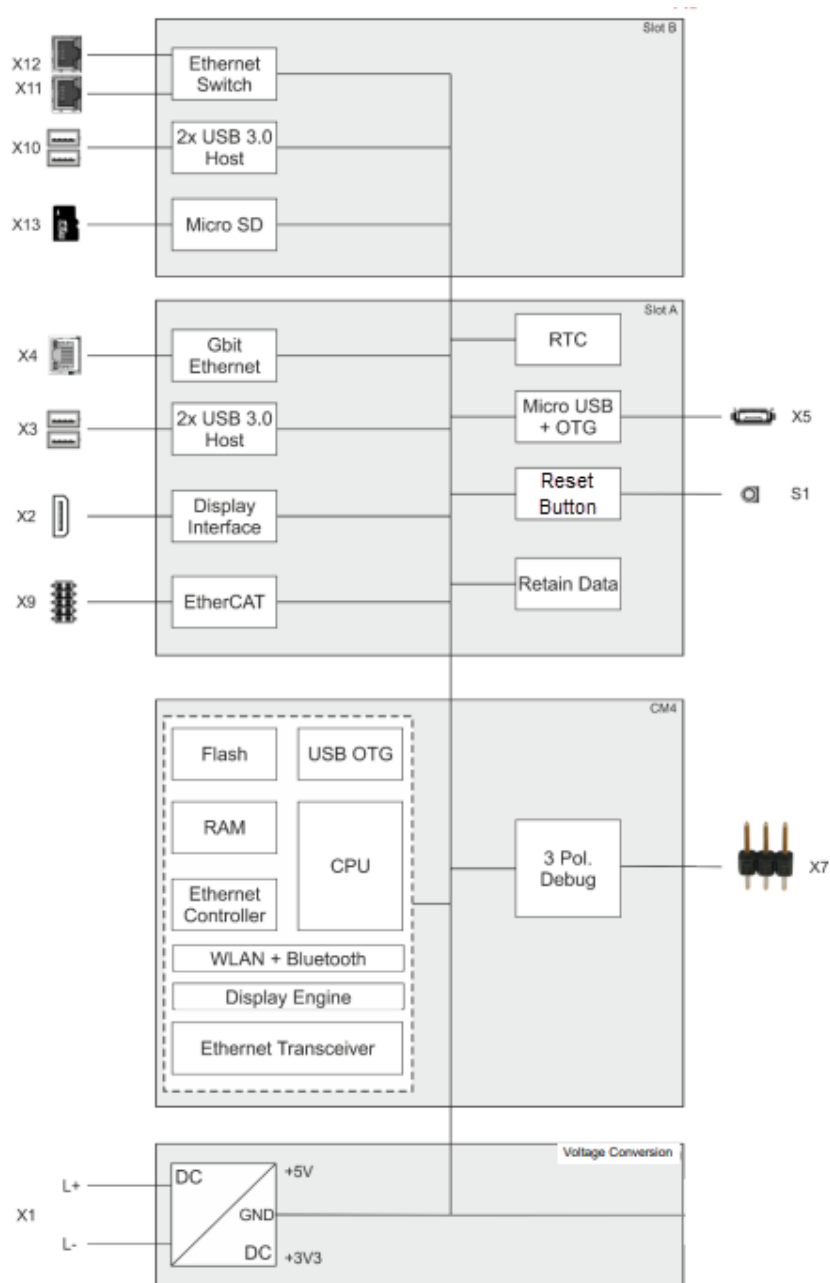 Slot B
X12
Ethernet
Switch
X11
X10
2x USB 3.0
Host
X13
Micro SD
Slot A
X4
Gbit
Ethernet
RTC
X3
2x USB 3.0
Host
Micro USB
+ OTG
X5
X2
Display
Interface
Reset
Button
S1
X9
EtherCAT
Retain Data
CM4
Flash
USB OTG
RAM
CPU
3 Pol.
Debug
X7
Ethernet
Controller
WLAN + Bluetooth
Display Engine
Ethernet Transceiver
Voltage Conversion
X1
L+
DC
+5V
GND
L-
DC
+3V3